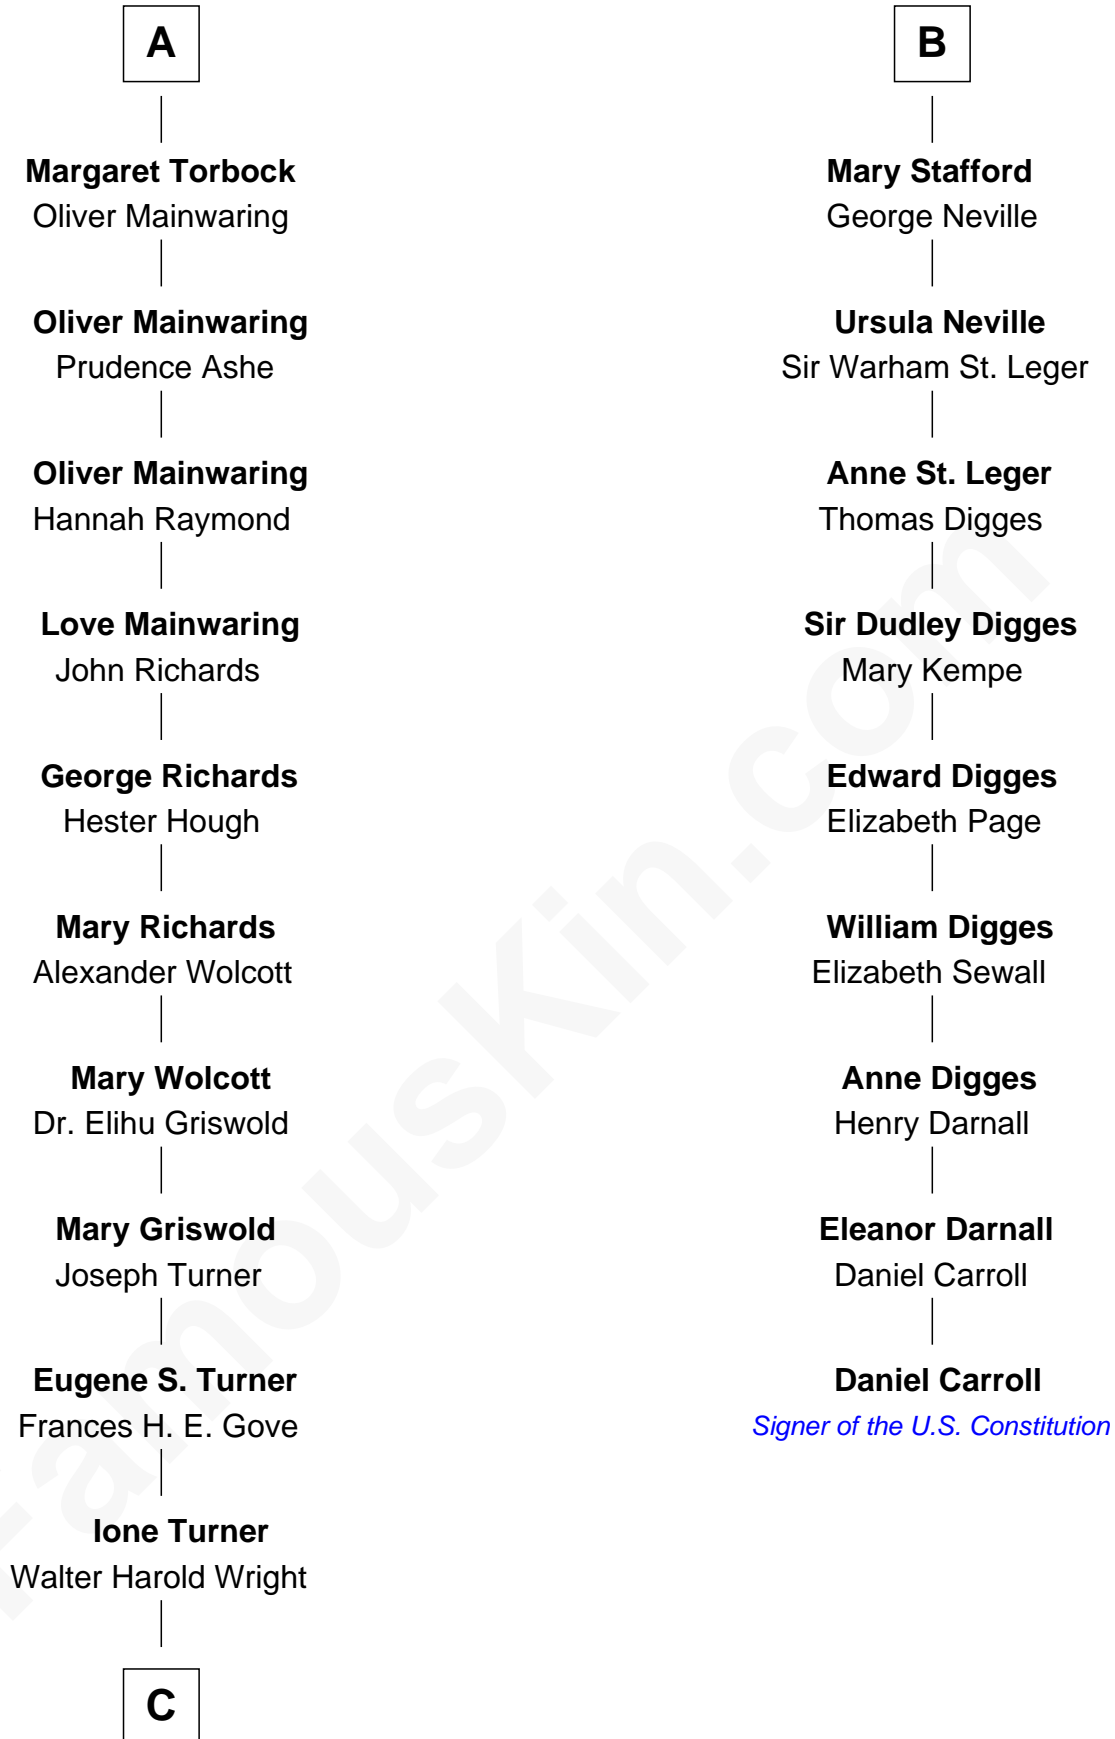 A
Margaret Torbock
Oliver Mainwaring
Oliver Mainwaring
Prudence Ashe
Oliver Mainwaring
Hannah Raymond
Love Mainwaring
John Richards
George Richards
Hester Hough
Mary Richards
Alexander Wolcott
Mary Wolcott
Dr. Elihu Griswold
Mary Griswold
Joseph Turner
Eugene S. Turner
Frances H. E. Gove
Ione Turner
Walter Harold Wright
C
B
Mary Stafford
George Neville
Ursula Neville
Sir Warham St. Leger
Anne St. Leger
Thomas Digges
Sir Dudley Digges
Mary Kempe
Edward Digges
Elizabeth Page
William Digges
Elizabeth Sewall
Anne Digges
Henry Darnall
Eleanor Darnall
Daniel Carroll
Daniel Carroll
Signer of the U.S. Constitution
FamousKin.com